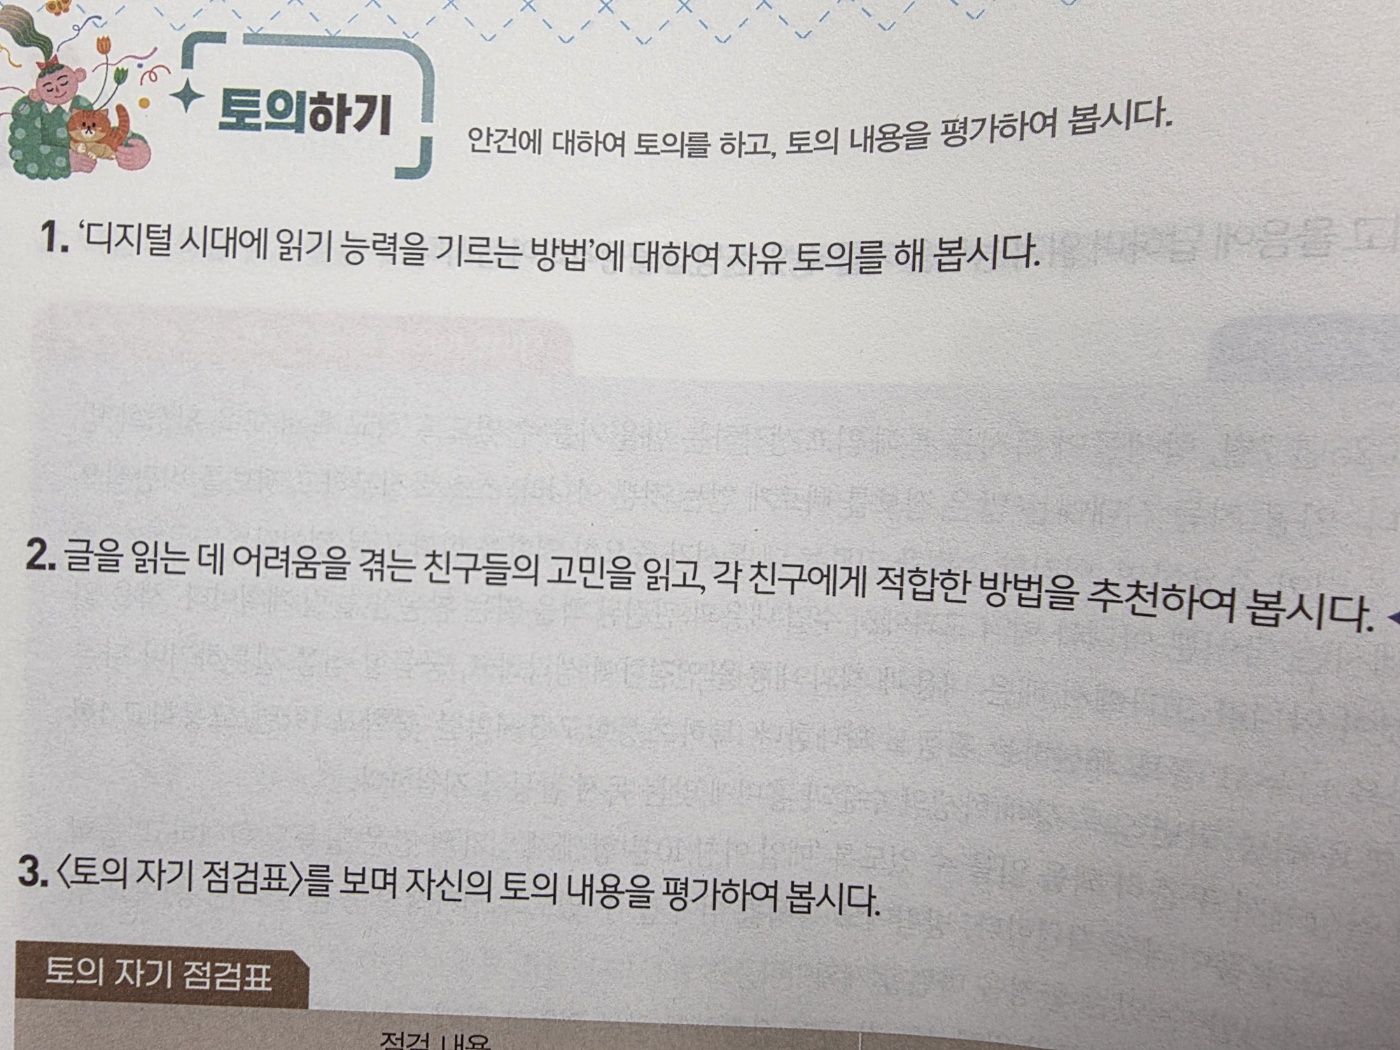 토의하기
안건에 대하여 토의를 하고, 토의 내용을 평가하여 봅시다.
1. ‘디지털 시대에 읽기 능력을 기르는 방법’에 대하여 자유 토의를 해 봅시다.
2. 글을 읽는 데 어려움을 겪는 친구들의 고민을 읽고, 각 친구에게 적합한 방법을 추천하여 봅시다.
3. 〈토의 자기 점검표〉를 보며 자신의 토의 내용을 평가하여 봅시다.
토의 자기 점검표
점검 내용